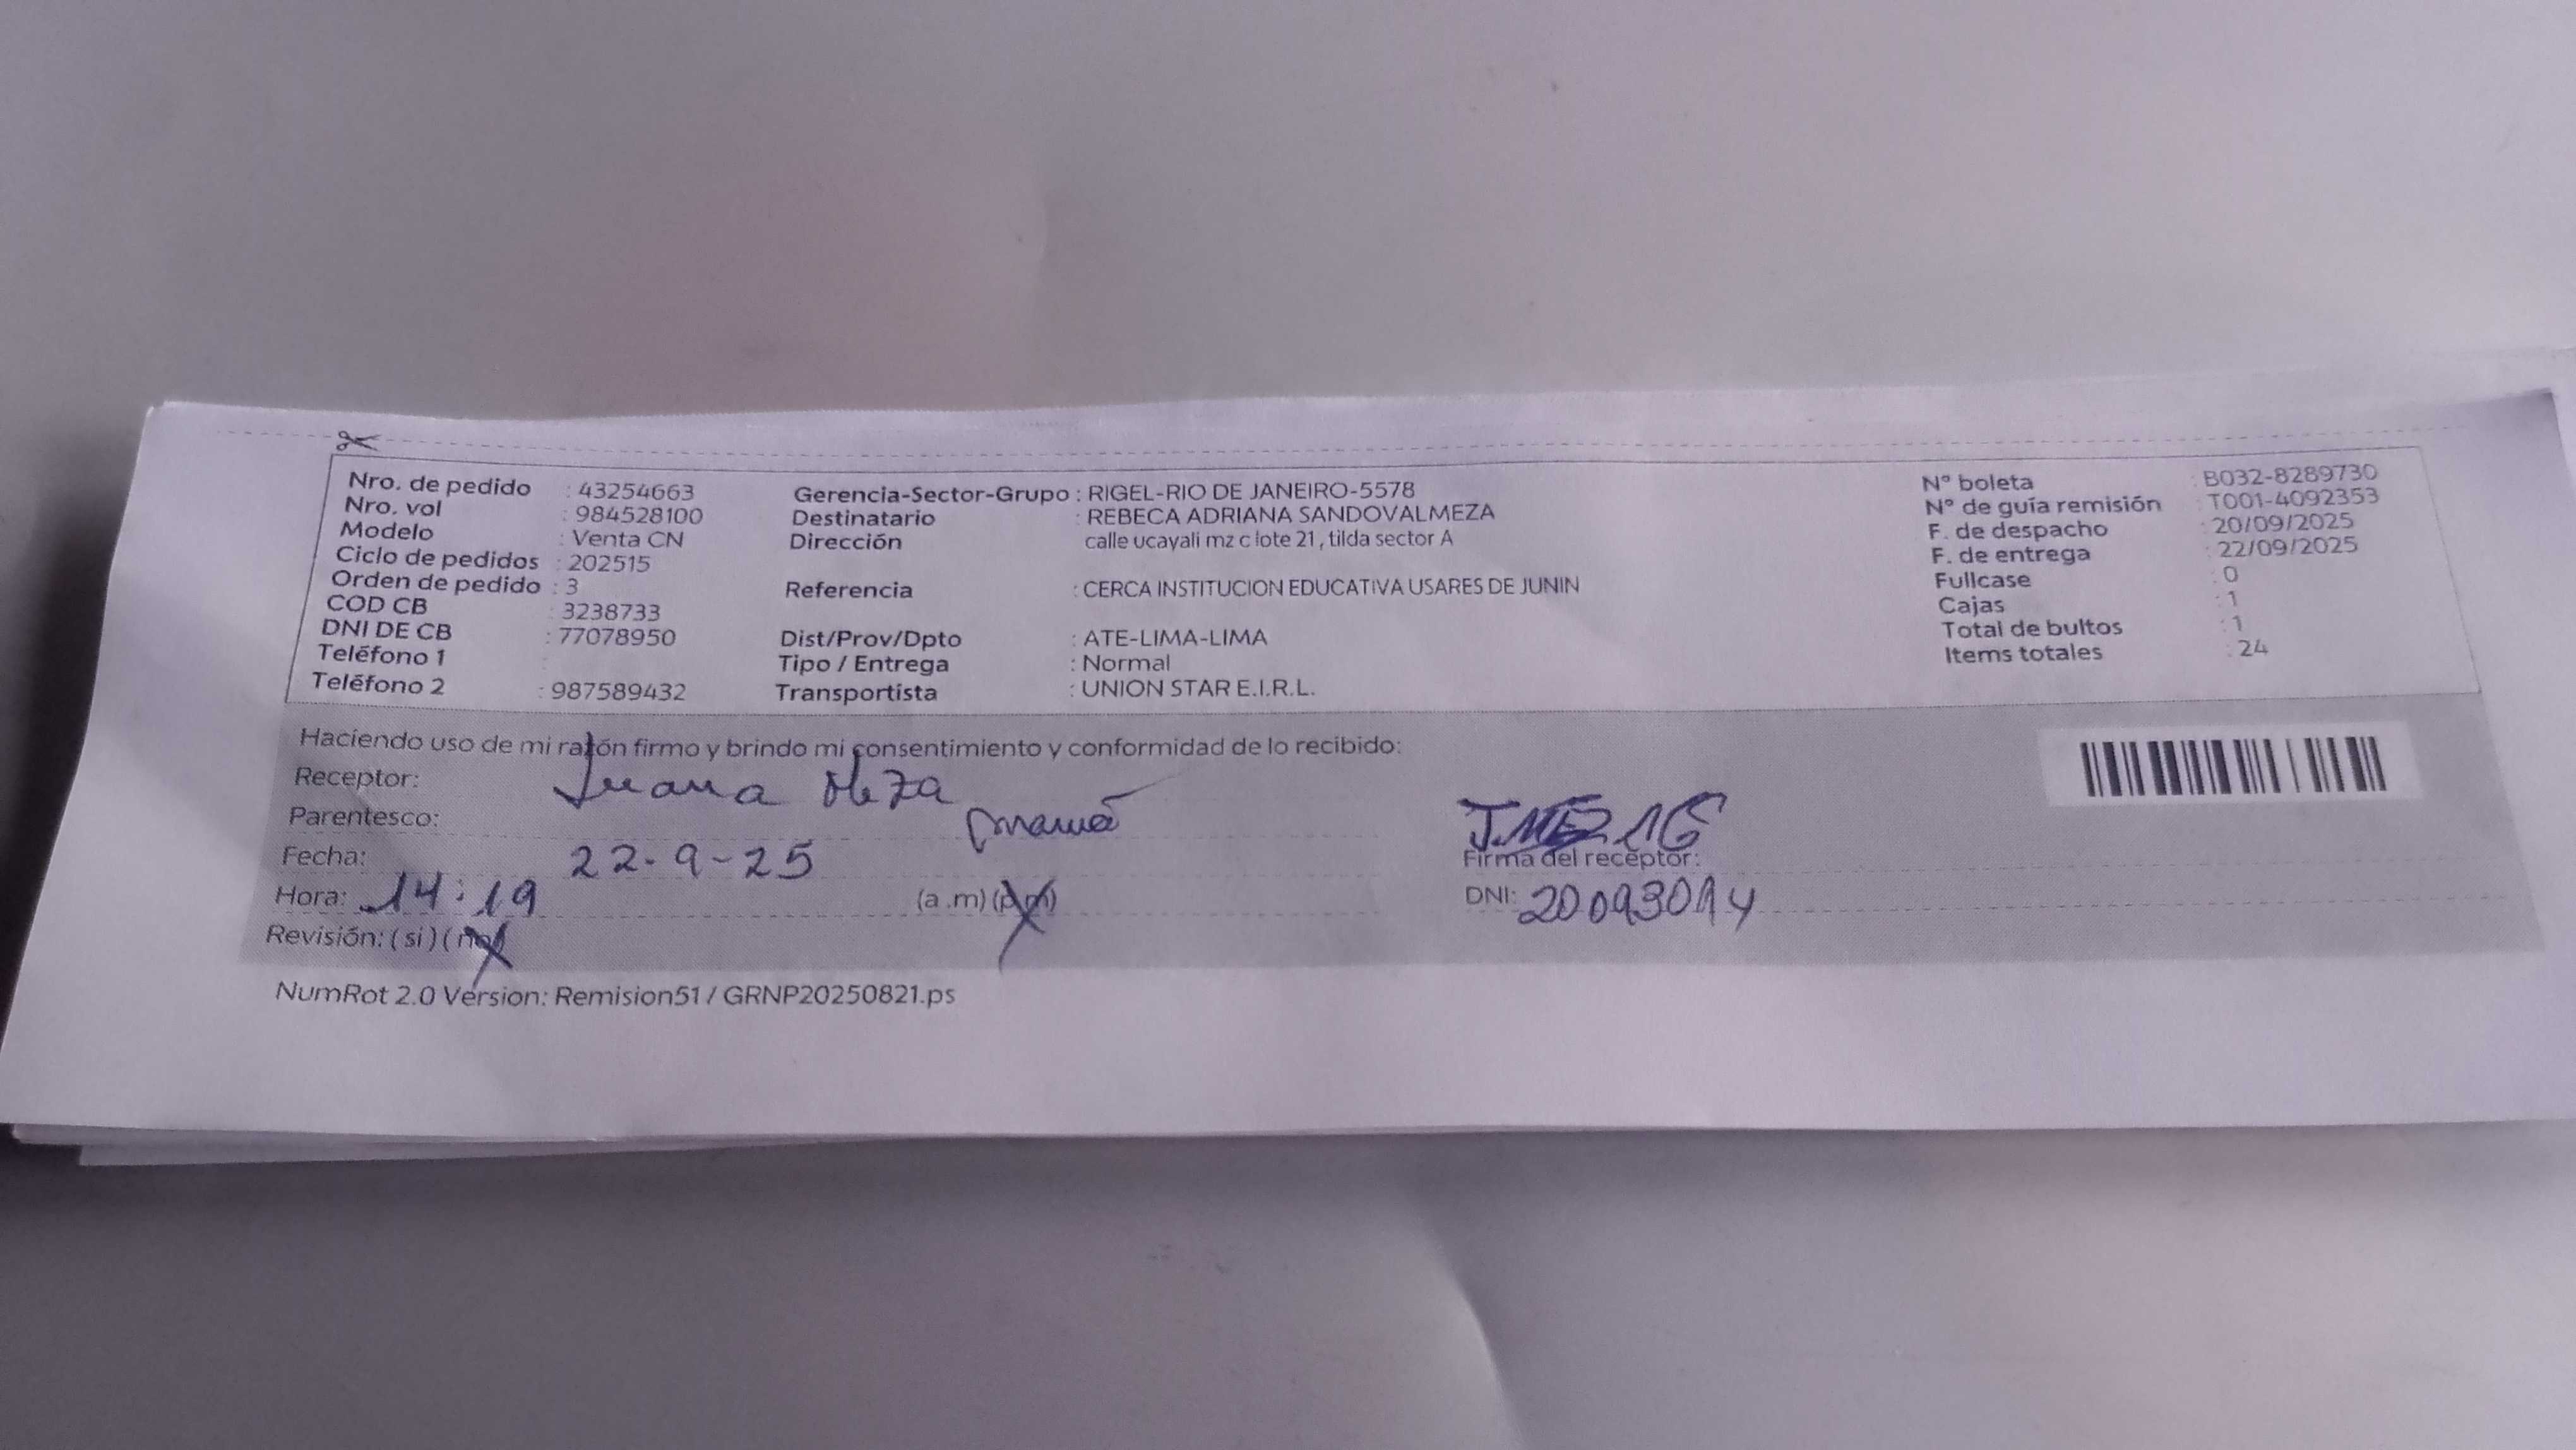 Nro. de pedido : 43254663
Nro. vol : 984528100
Modelo : Venta CN
Ciclo de pedidos : 202515
Orden de pedido : 3
COD CB : 3238733
DNI DE CB : 77078950
Teléfono 1 :
Teléfono 2 : 987589432
Gerencia-Sector-Grupo : RIGEL-RIO DE JANEIRO-5578
Destinatario : REBECA ADRIANA SANDOVALMEZA
Dirección calle ucayali mz c lote 21 , tilda sector A
Referencia : CERCA INSTITUCION EDUCATIVA USARES DE JUNIN
Dist/Prov/Dpto : ATE-LIMA-LIMA
Tipo / Entrega : Normal
Transportista : UNION STAR E.I.R.L.
N° boleta : B032-8289730
N° de guía remisión : T001-4092353
F. de despacho : 20/09/2025
F. de entrega : 22/09/2025
Fullcase : 0
Cajas : 1
Total de bultos : 1
Items totales : 24
Haciendo uso de mi razón firmo y brindo mi consentimiento y conformidad de lo recibido:
Receptor: Juana Meza
Parentesco: mamá
Fecha: 22-9-25
Firma del receptor:
Hora: 14:19 (a .m) (p.m)
DNI: 20093014
Revisión: ( si ) ( no )
NumRot 2.0 Version: Remision51 / GRNP20250821.ps